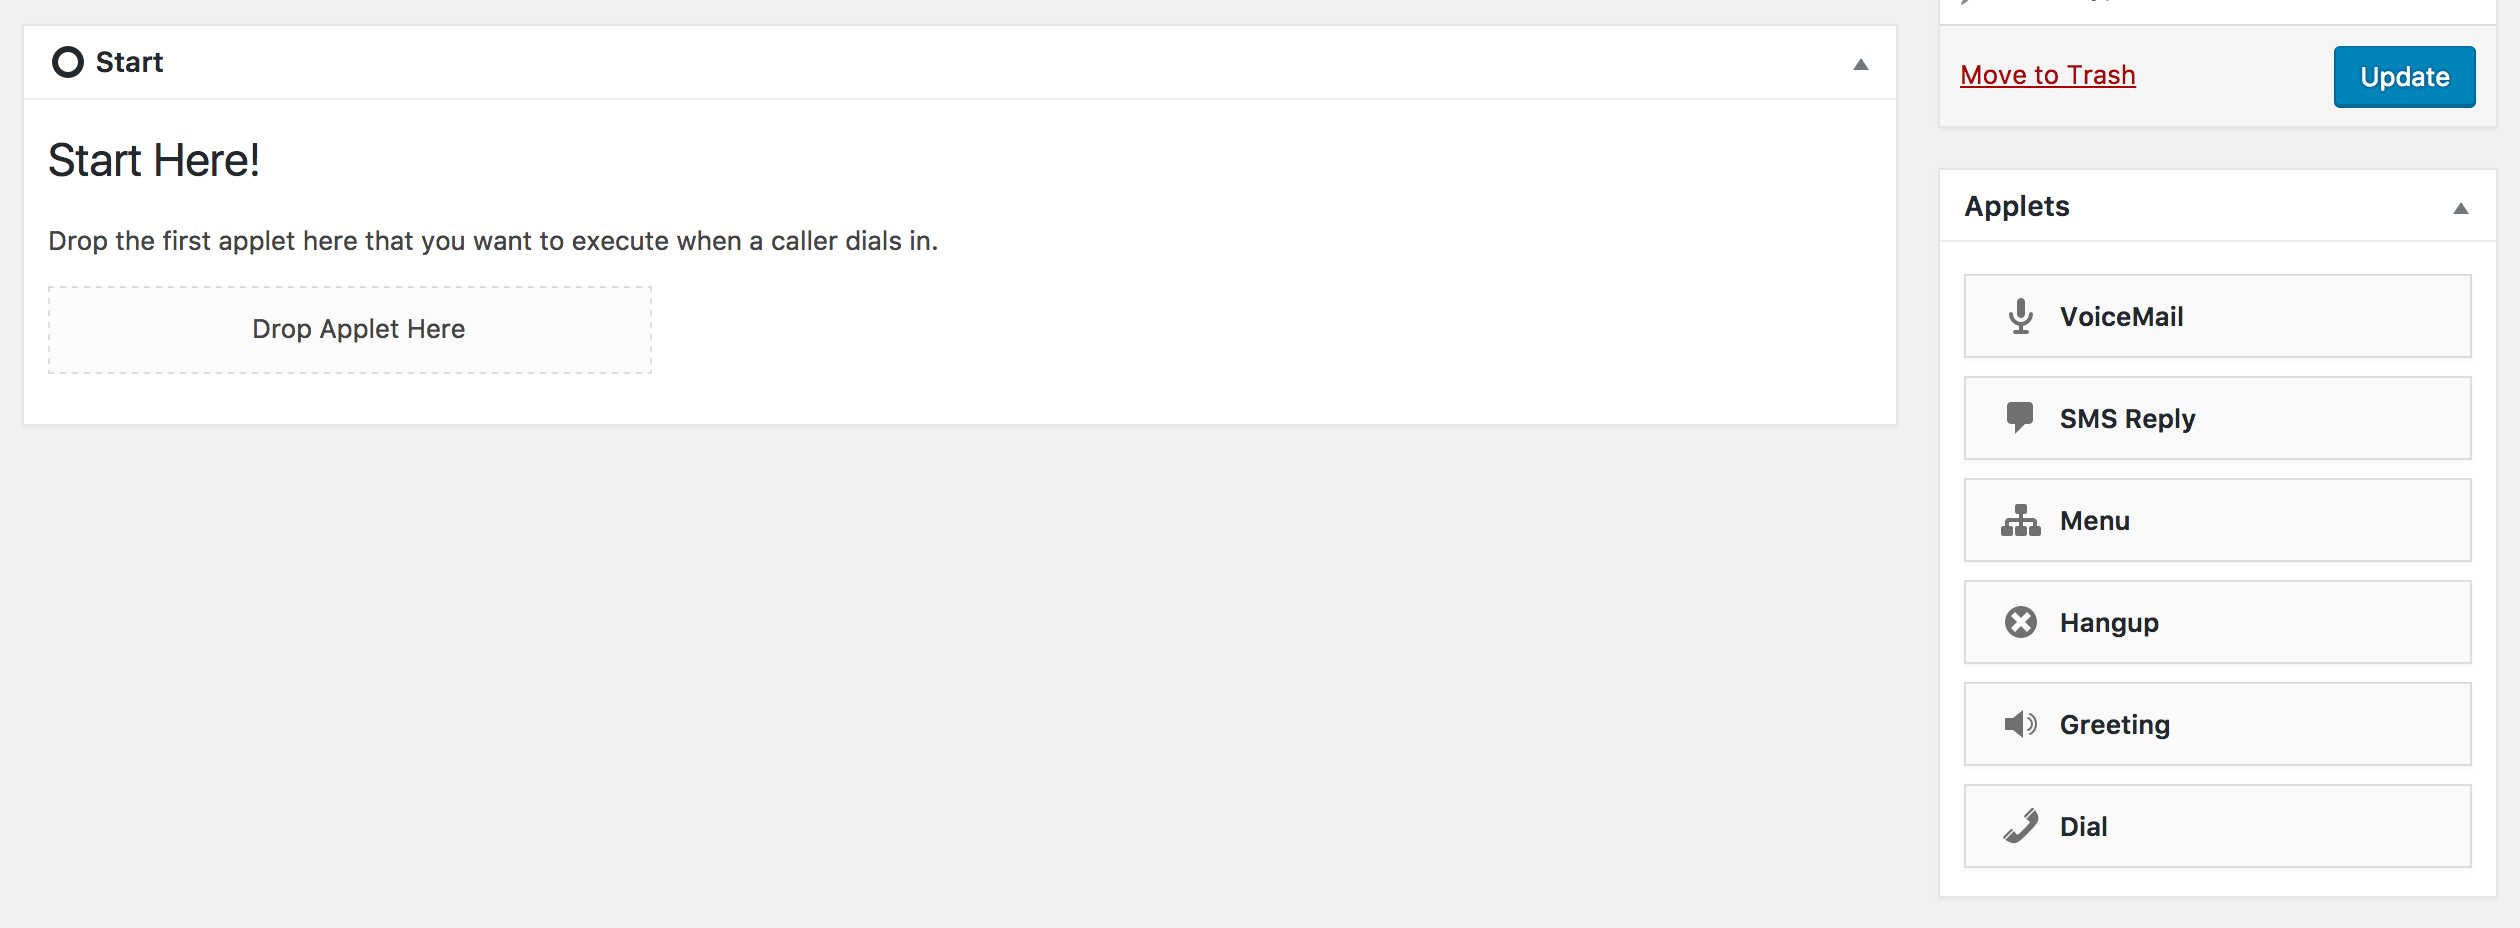 Start
Start Here!
Drop the first applet here that you want to execute when a caller dials in.
Drop Applet Here
Move to Trash
Update
Applets
VoiceMail
SMS Reply
Menu
Hangup
Greeting
Dial